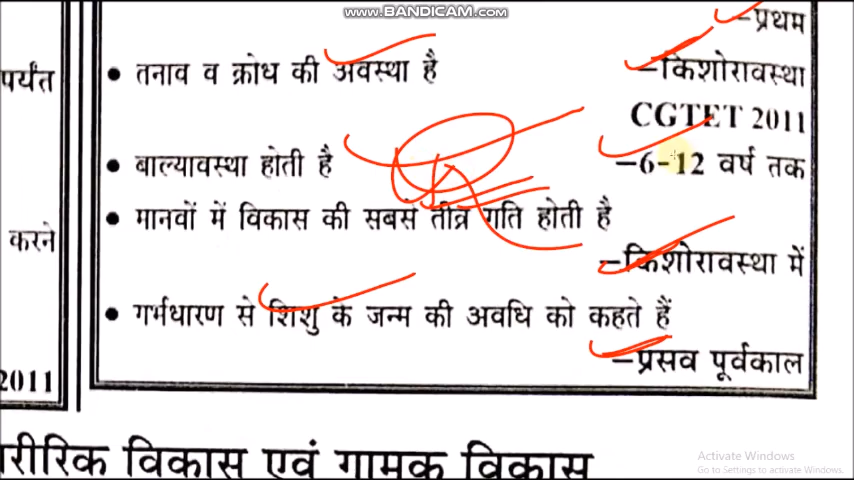 www.BANDICAM.com
–प्रथम
पर्यंत
• तनाव व क्रोध की अवस्था है –किशोरावस्था
CGTET 2011
• बाल्यावस्था होती है –6-12 वर्ष तक
• मानवों में विकास की सबसे तीव्र गति होती है
करने
–किशोरावस्था में
• गर्भधारण से शिशु के जन्म की अवधि को कहते हैं
–प्रसव पूर्वकाल
2011
रीरिक विकास एवं गामक विकास
Activate Windows
Go to Settings to activate Windows.